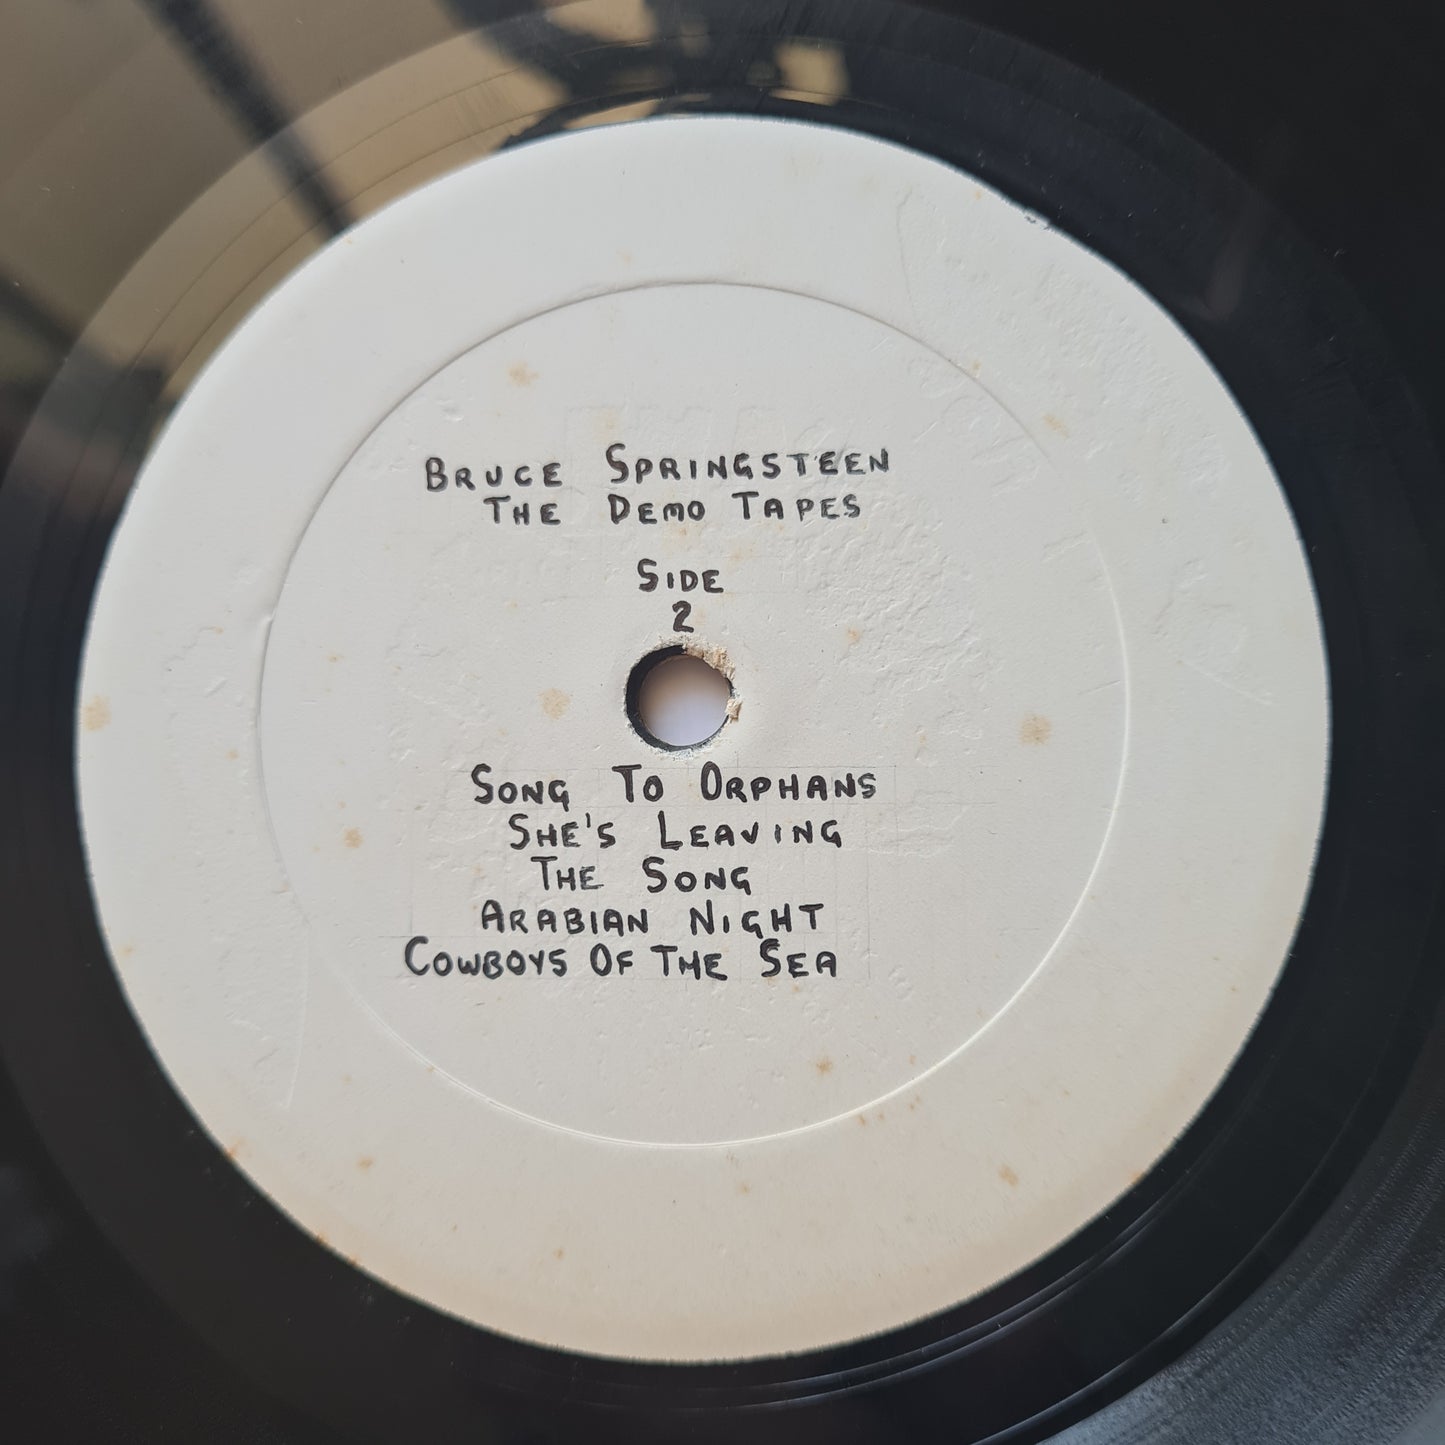 BRUCE SPRINGSTEEN
THE DEMO TAPES
SIDE
2
SONG TO ORPHANS
SHE'S LEAVING
THE SONG
ARABIAN NIGHT
COWBOYS OF THE SEA